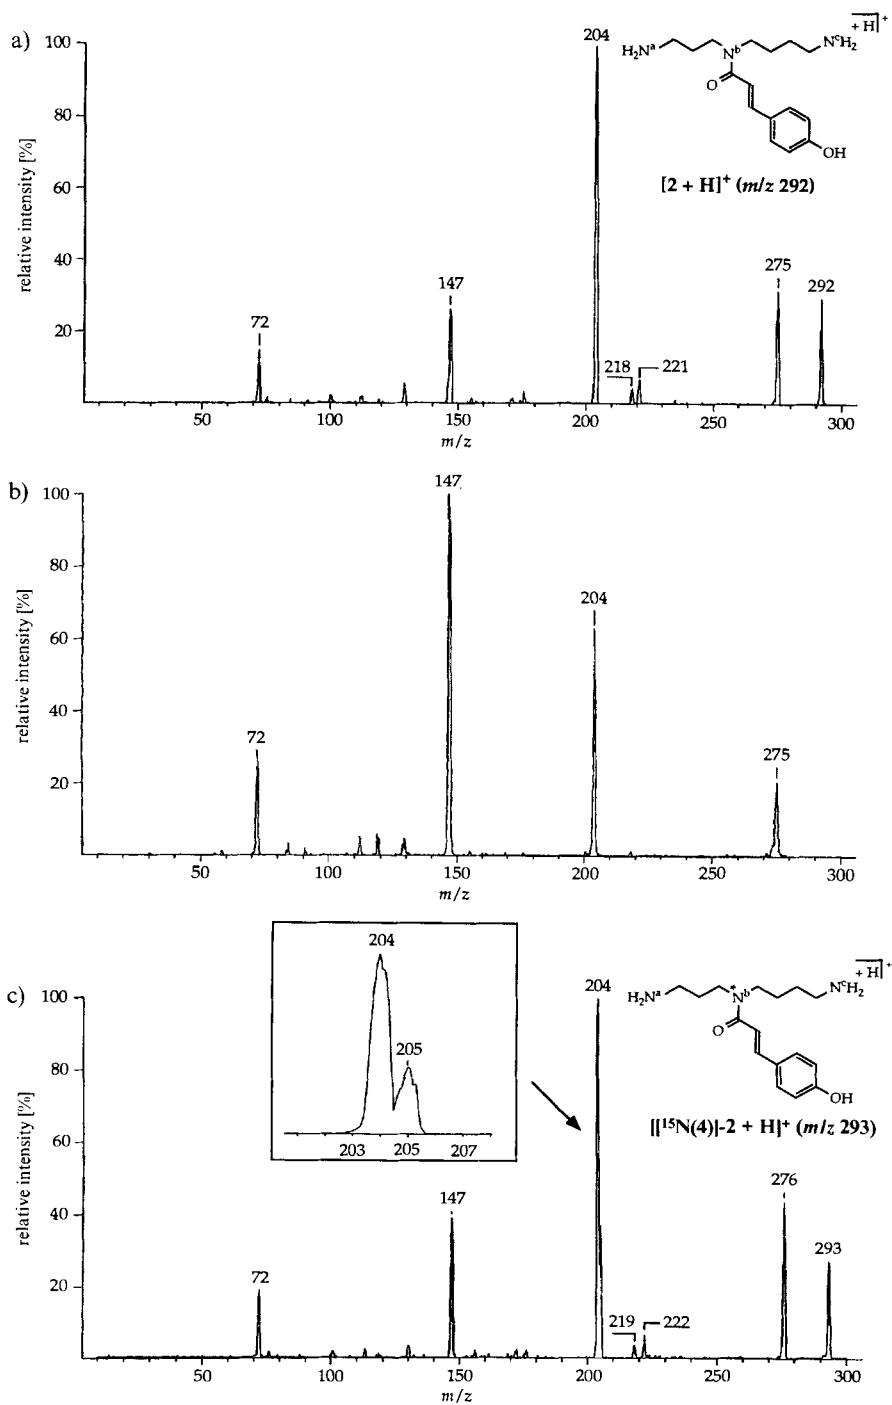 a)
+ H]+
H2Na Nb NcH2
O
OH
[2 + H]+ (m/z 292)
relative intensity [%]
100
80
60
40
20
72
147
204
218
221
275
292
50 100 150 200 250 300
m/z
b)
relative intensity [%]
100
80
60
40
20
72
147
204
275
50 100 150 200 250 300
m/z
c)
204
205
203 205 207
+ H]+
H2Na *Nb NcH2
O
OH
[[15N(4)]-2 + H]+ (m/z 293)
relative intensity [%]
100
80
60
40
20
72
147
204
219
222
276
293
50 100 150 200 250 300
m/z